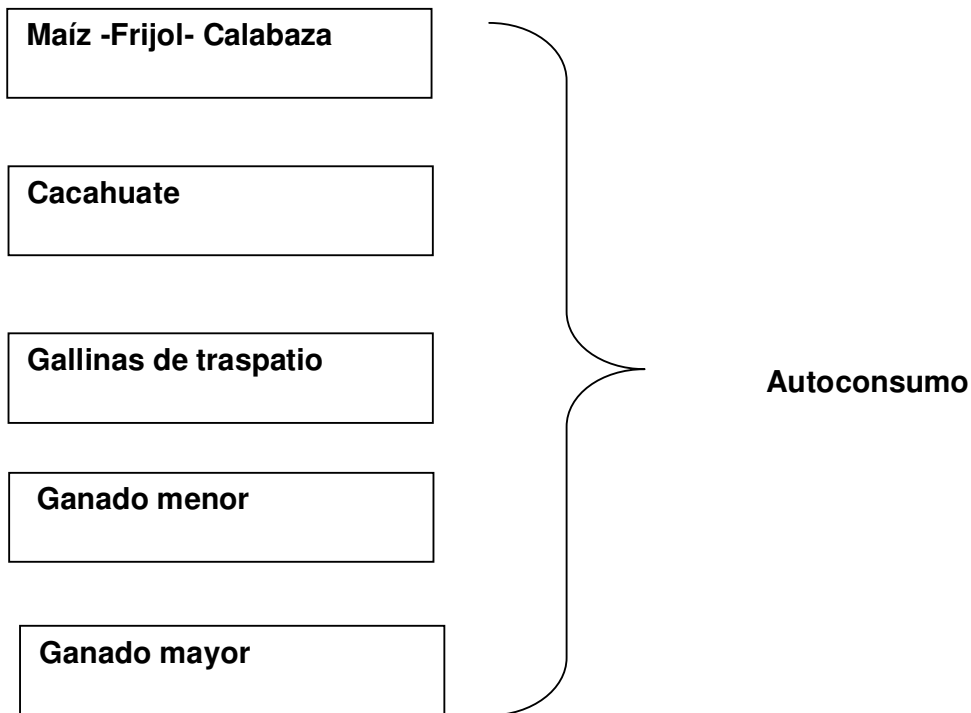 Maíz -Frijol- Calabaza
Cacahuate
Gallinas de traspatio
Autoconsumo
Ganado menor
Ganado mayor